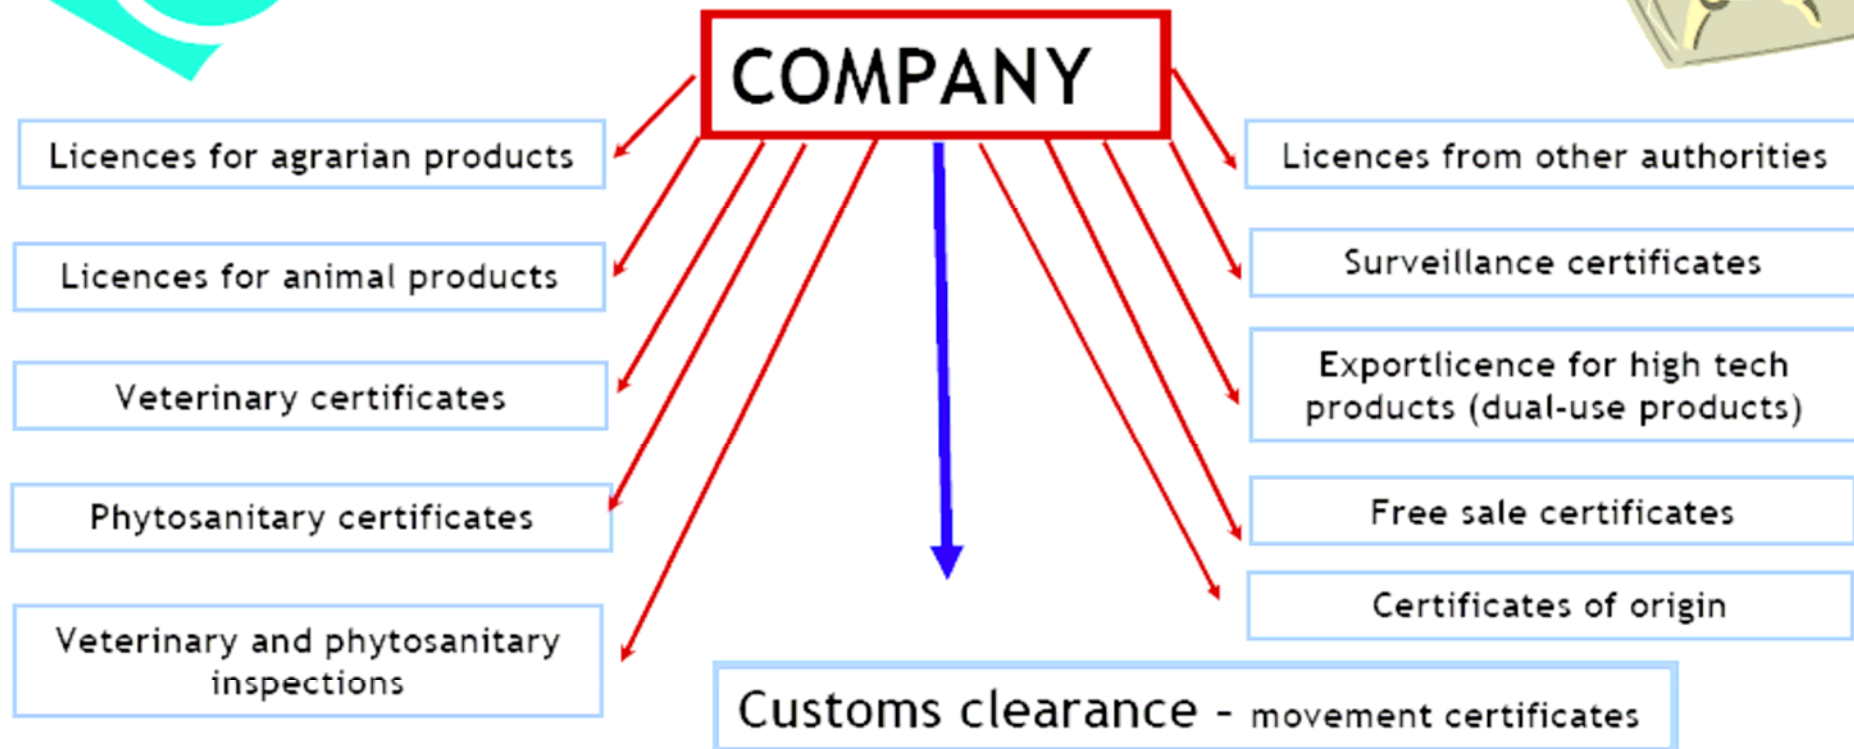 COMPANY
Licences for agrarian products
Licences for animal products
Veterinary certificates
Phytosanitary certificates
Veterinary and phytosanitary
inspections
Licences from other authorities
Surveillance certificates
Exportlicence for high tech
products (dual-use products)
Free sale certificates
Certificates of origin
Customs clearance - movement certificates